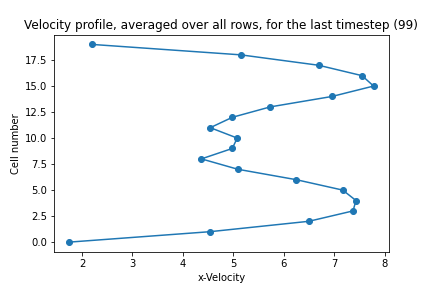 Velocity profile, averaged over all rows, for the last timestep (99)
17.5
15.0
12.5
10.0
7.5
5.0
2.5
0.0
Cell number
2 3 4 5 6 7 8
x-Velocity